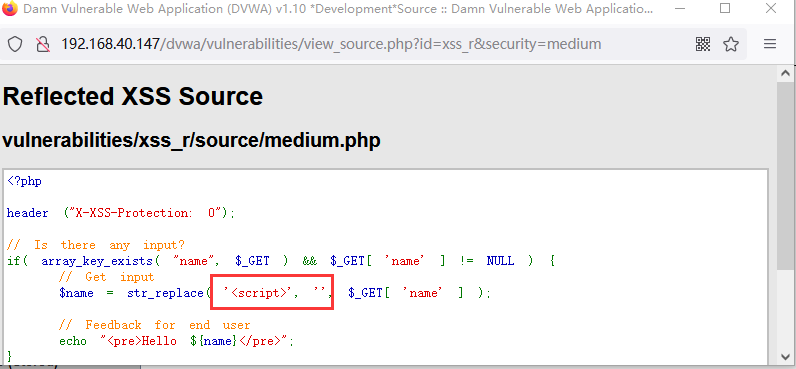 Damn Vulnerable Web Application (DVWA) v1.10 *Development*Source :: Damn Vulnerable Web Applicatio...
192.168.40.147/dvwa/vulnerabilities/view_source.php?id=xss_r&security=medium
Reflected XSS Source
vulnerabilities/xss_r/source/medium.php
<?php
header ("X-XSS-Protection: 0");
// Is there any input?
if( array_key_exists( "name", $_GET ) && $_GET[ 'name' ] != NULL ) {
// Get input
$name = str_replace( '<script>', '', $_GET[ 'name' ] );
// Feedback for end user
echo "<pre>Hello ${name}</pre>";
}